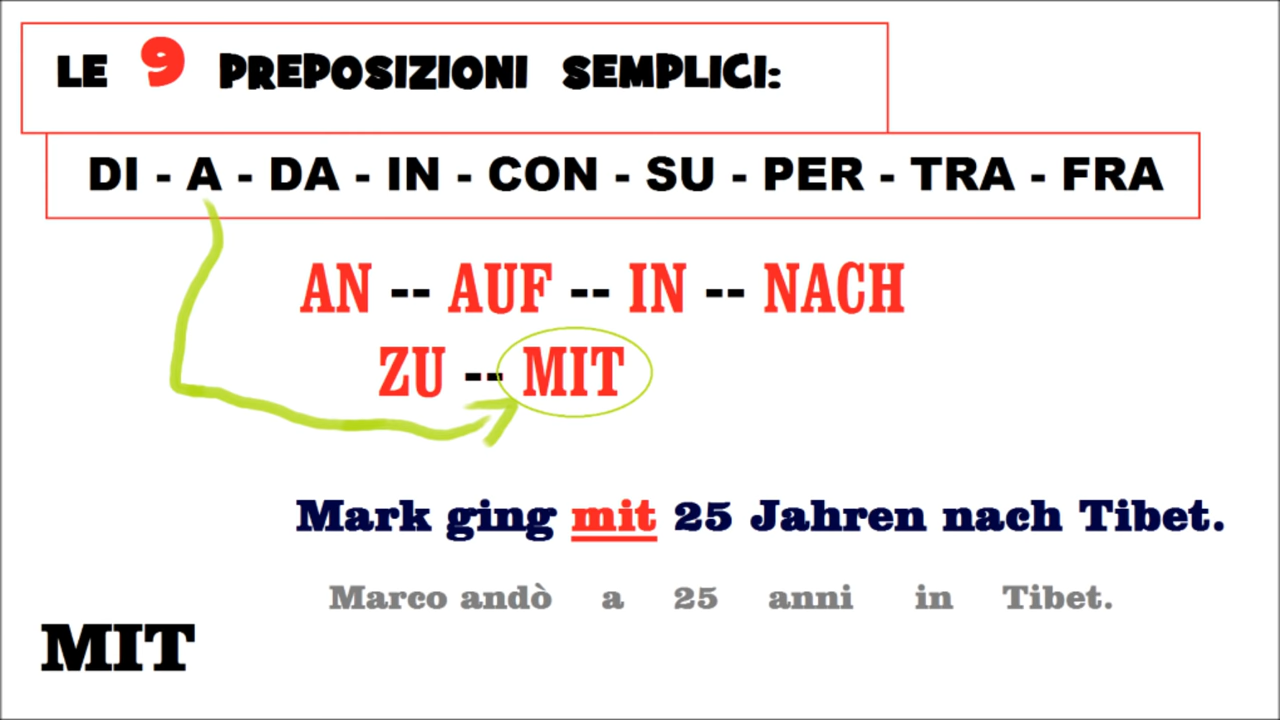 LE 9 PREPOSIZIONI SEMPLICI:
DI - A - DA - IN - CON - SU - PER - TRA - FRA
AN -- AUF -- IN -- NACH
ZU -- MIT
Mark ging mit 25 Jahren nach Tibet.
Marco andò a 25 anni in Tibet.
MIT